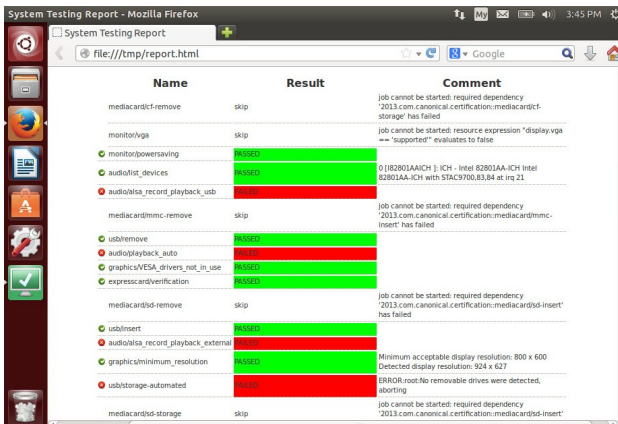 System Testing Report - Mozilla Firefox
My
3:45 PM
System Testing Report
file:///tmp/report.html
Google
Name Result Comment
mediacard/cf-remove skip job cannot be started: required dependency
'2013.com.canonical.certification::mediacard/cf-
storage' has failed
monitor/vga skip job cannot be started: resource expression "display.vga
== 'supported'" evaluates to false
monitor/powersaving PASSED
audio/list_devices PASSED 0 [I82801AAICH ]: ICH - Intel 82801AA-ICH Intel
82801AA-ICH with STAC9700,83,84 at irq 21
audio/alsa_record_playback_usb FAILED
mediacard/mmc-remove skip job cannot be started: required dependency
'2013.com.canonical.certification::mediacard/mmc-
insert' has failed
usb/remove PASSED
audio/playback_auto FAILED
graphics/VESA_drivers_not_in_use PASSED
expresscard/verification PASSED
mediacard/sd-remove skip job cannot be started: required dependency
'2013.com.canonical.certification::mediacard/sd-insert'
has failed
usb/insert PASSED
audio/alsa_record_playback_external FAILED
graphics/minimum_resolution PASSED Minimum acceptable display resolution: 800 x 600
Detected display resolution: 924 x 627
usb/storage-automated FAILED ERROR:root:No removable drives were detected,
aborting
mediacard/sd-storage skip job cannot be started: required dependency
'2013.com.canonical.certification::mediacard/sd-insert'